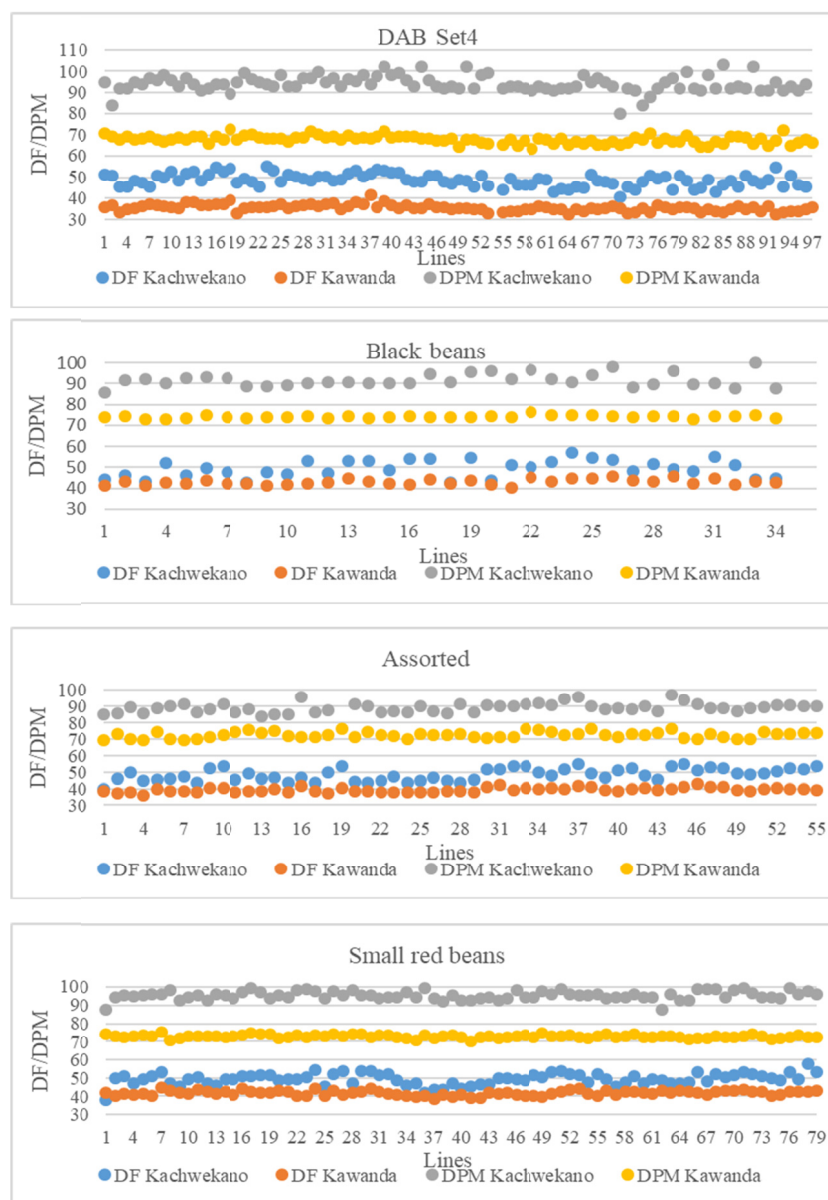 DAB Set4
DF/DPM
110
100
90
80
70
60
50
40
30
1 4 7 10 13 16 19 22 25 28 31 34 37 40 43 46 49 52 55 58 61 64 67 70 73 76 79 82 85 88 91 94 97
Lines
DF Kachwekano DF Kawanda DPM Kachwekano DPM Kawanda
Black beans
DF/DPM
100
90
80
70
60
50
40
30
1 4 7 10 13 16 19 22 25 28 31 34
Lines
DF Kachwekano DF Kawanda DPM Kachwekano DPM Kawanda
Assorted
DF/DPM
100
90
80
70
60
50
40
30
1 4 7 10 13 16 19 22 25 28 31 34 37 40 43 46 49 52 55
Lines
DF Kachwekano DF Kawanda DPM Kachwekano DPM Kawanda
Small red beans
DF/DPM
100
90
80
70
60
50
40
30
1 4 7 10 13 16 19 22 25 28 31 34 37 40 43 46 49 52 55 58 61 64 67 70 73 76 79
Lines
DF Kachwekano DF Kawanda DPM Kachwekano DPM Kawanda